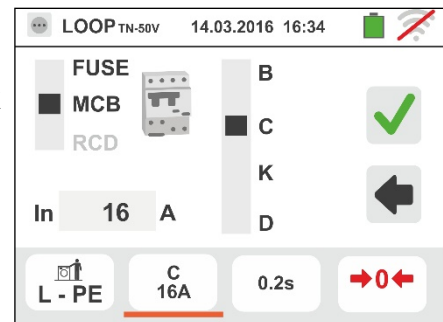 LOOP TN-50V 14.03.2016 16:34
FUSE
MCB
RCD
B
C
K
D
In 16 A
L - PE
C
16A
0.2s
→0←